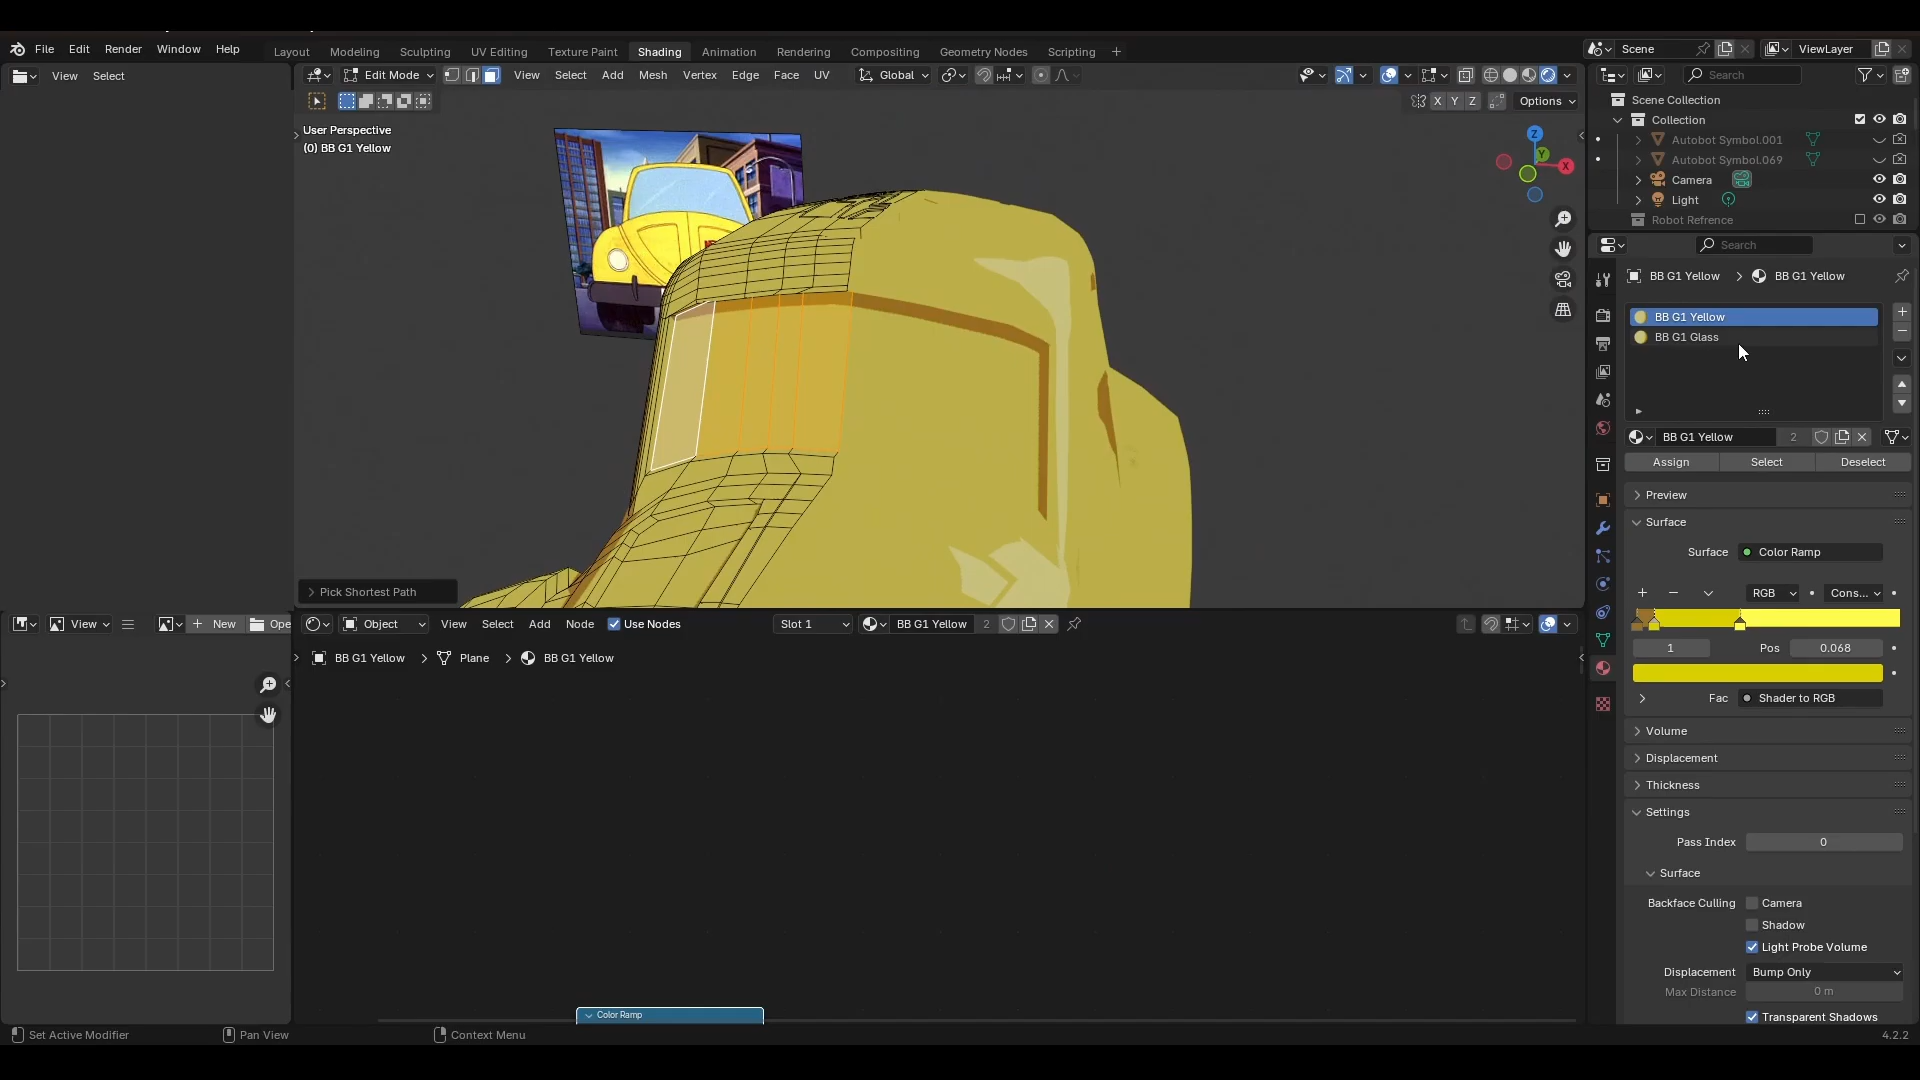 File Edit Render Window Help Layout Modeling Sculpting UV Editing Texture Paint Shading Animation Rendering Compositing Geometry Nodes Scripting + Scene ViewLayer
View Select Edit Mode View Select Add Mesh Vertex Edge Face UV Global Search
X Y Z Options
Scene Collection
Collection
Autobot Symbol.001
Autobot Symbol.069
Camera
Light
Robot Refrence
User Perspective
(0) BB G1 Yellow
Z
Y
X
Pick Shortest Path
Search
BB G1 Yellow > BB G1 Yellow
BB G1 Yellow
BB G1 Glass
BB G1 Yellow 2
Assign Select Deselect
Preview
Surface
Surface Color Ramp
RGB Cons...
1 Pos 0.068
Fac Shader to RGB
Volume
Displacement
Thickness
Settings
Pass Index 0
Surface
Backface Culling Camera
Shadow
Light Probe Volume
Displacement Bump Only
Max Distance 0 m
Transparent Shadows
View New Ope
Object View Select Add Node Use Nodes Slot 1 BB G1 Yellow 2
BB G1 Yellow > Plane > BB G1 Yellow
Color Ramp
Set Active Modifier Pan View Context Menu 4.2.2